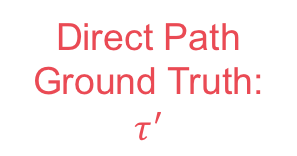 Direct Path
Ground Truth:
τ′